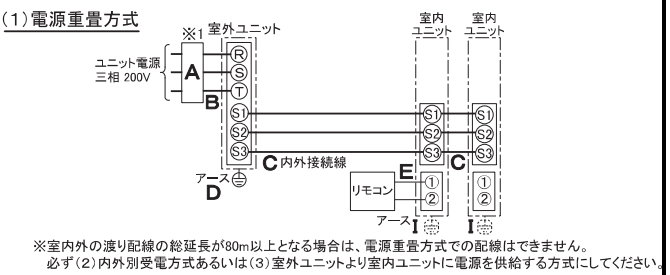 (1)電源重畳方式
※1
室外ユニット
室内
ユニット
室内
ユニット
ユニット電源
三相 200V
A
B
R
S
T
S1
S2
S3
S1
S2
S3
S1
S2
S3
C 内外接続線
C
アース
D
E
リモコン
①
②
①
②
アース
I
I
※室内外の渡り配線の総延長が80m以上となる場合は、電源重畳方式での配線はできません。
必ず(2)内外別受電方式あるいは(3)室外ユニットより室内ユニットに電源を供給する方式にしてください。